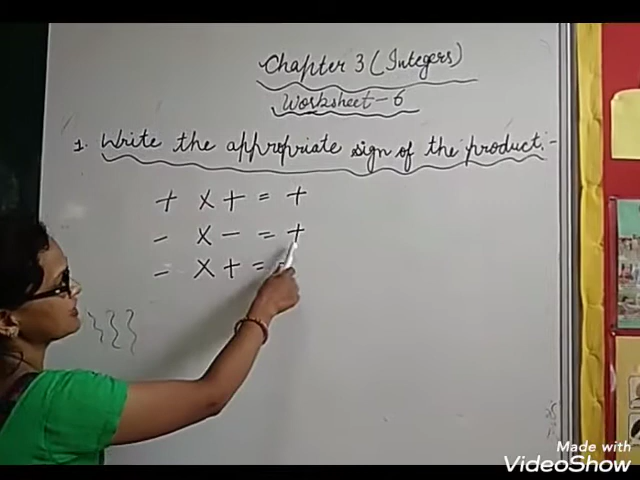 Chapter 3 (Integers)
Worksheet - 6
1. Write the appropriate sign of the product:-
+ X + = +
- X - = +
- X + =
Made with
VideoShow